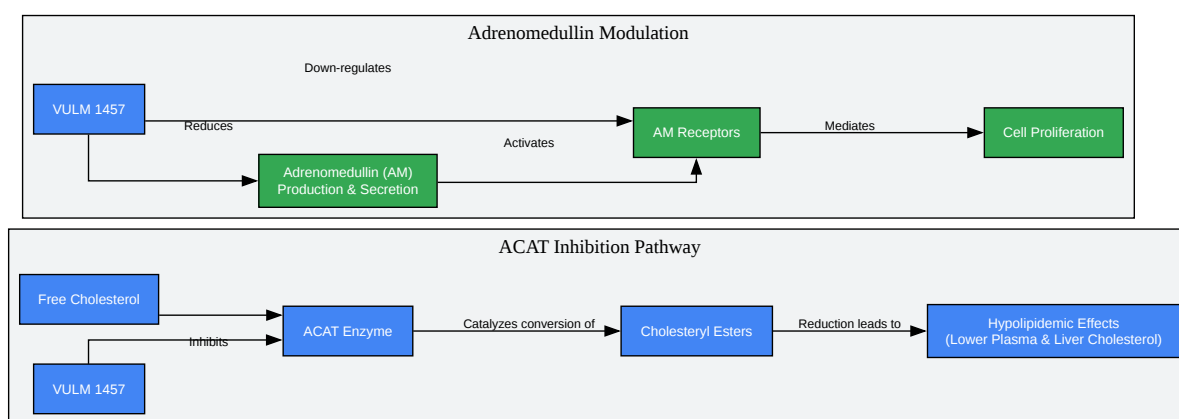 Adrenomedullin Modulation
Down-regulates
VULM 1457
Reduces
AM Receptors
Mediates
Cell Proliferation
Activates
Adrenomedullin (AM)
Production & Secretion
ACAT Inhibition Pathway
Free Cholesterol
ACAT Enzyme
Catalyzes conversion of
Cholesteryl Esters
Reduction leads to
Hypolipidemic Effects
(Lower Plasma & Liver Cholesterol)
Inhibits
VULM 1457